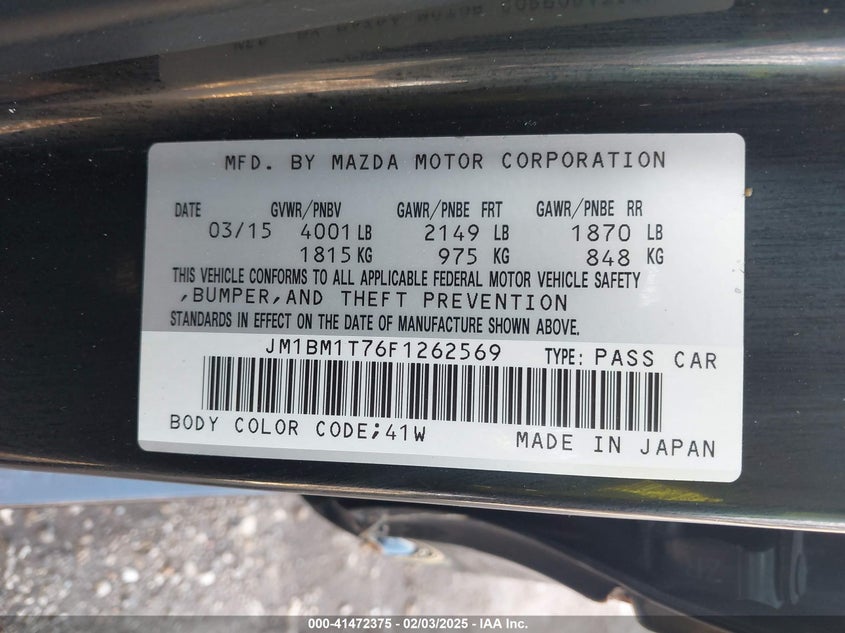 MFD. BY MAZDA MOTOR CORPORATION
DATE GVWR/PNBV GAWR/PNBE FRT GAWR/PNBE RR
03/15 4001 LB 2149 LB 1870 LB
1815 KG 975 KG 848 KG
THIS VEHICLE CONFORMS TO ALL APPLICABLE FEDERAL MOTOR VEHICLE SAFETY
,BUMPER,AND THEFT PREVENTION
STANDARDS IN EFFECT ON THE DATE OF MANUFACTURE SHOWN ABOVE.
JM1BM1T76F1262569 TYPE: PASS CAR
BODY COLOR CODE;41W MADE IN JAPAN
000-41472375 - 02/03/2025 - IAA Inc.